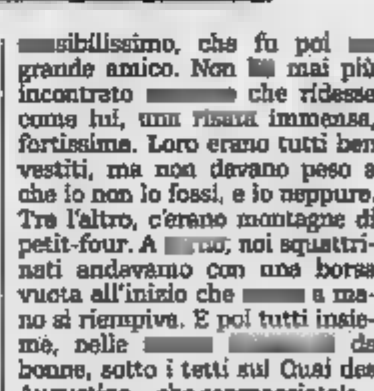 sibilissimo, che fu poi
grande amico. Non mai più
incontrato che ridesse
come lui, una risata immensa,
fortissima. Loro erano tutti ben
vestiti, ma non davano peso a
che io non lo fossi, e io neppure.
Tra l'altro, c'erano montagne di
petit-four. A noi squattri-
nati andavamo con una borsa
vuota all'inizio che a ma-
no si riempiva. E poi tutti insie-
me, nelle da
bonne, sotto i tetti sul Quai des